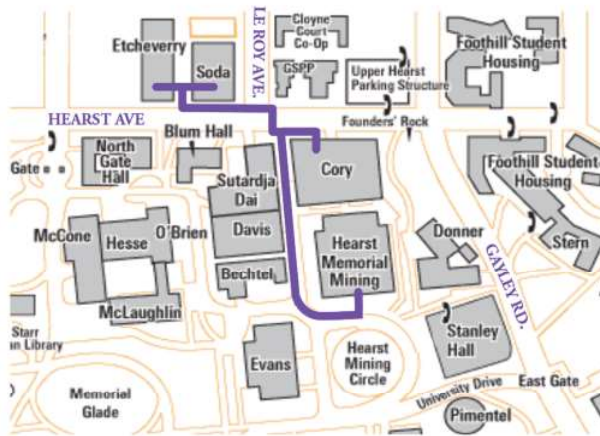 Etcheverry
Soda
LE ROY AVE.
Cloyne
Court
Co-Op
GSPP
Upper Hearst
Parking Structure
Foothill Student
Housing
HEARST AVE
Founders' Rock
Blum Hall
North
Gate
Hall
Gate
Sutardja
Dai
Cory
Foothill Student
Housing
McCone
Hesse
O'Brien
Davis
Hearst
Memorial
Mining
Donner
GAYLEY RD.
Stern
Bechtel
McLaughlin
Starr
an Library
Evans
Hearst
Mining
Circle
Stanley
Hall
Memorial
Glade
University Drive
East Gate
Pimentel